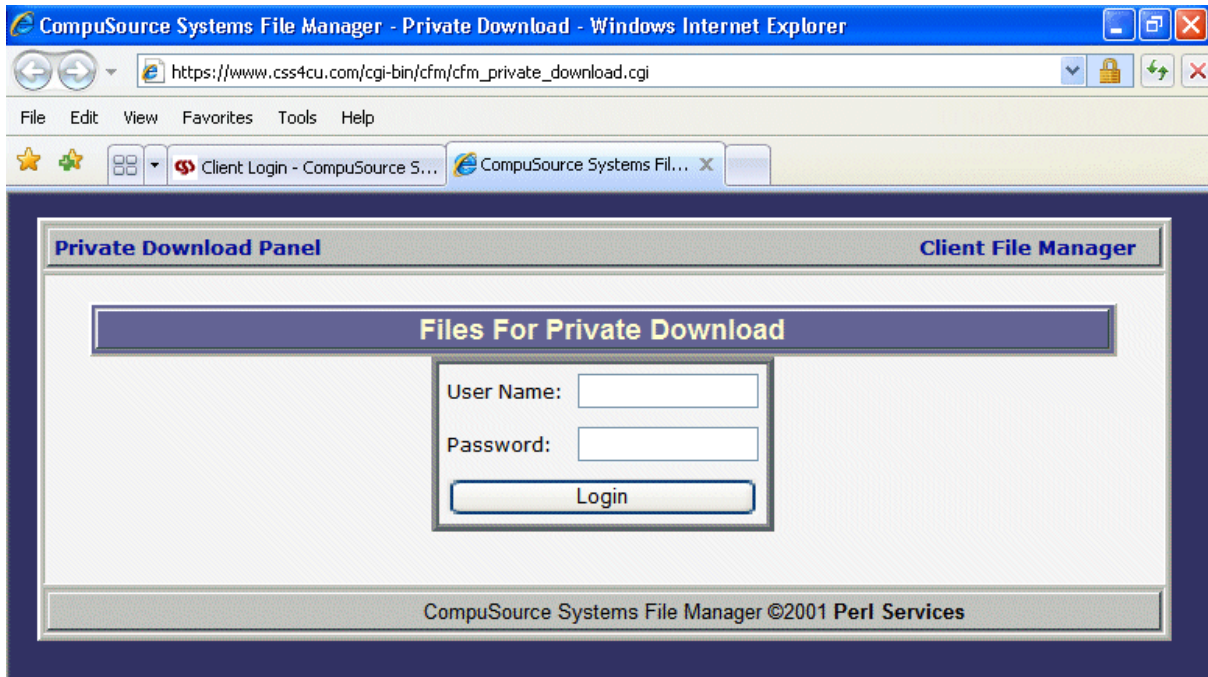 CompuSource Systems File Manager - Private Download - Windows Internet Explorer
https://www.css4cu.com/cgi-bin/cfm/cfm_private_download.cgi
File Edit View Favorites Tools Help
Client Login - CompuSource S... CompuSource Systems Fil...
Private Download Panel Client File Manager
Files For Private Download
User Name:
Password:
Login
CompuSource Systems File Manager ©2001 Perl Services